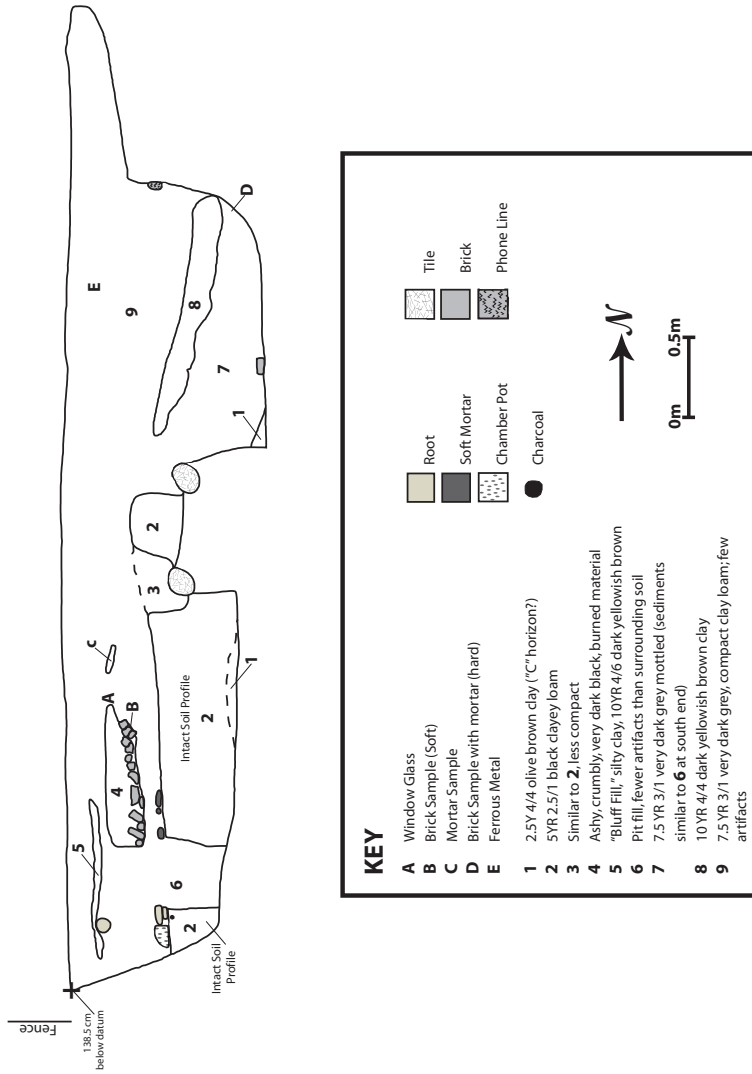 Fence
138.5 cm
below datum
5
4
A
B
c
E
9
2
Intact Soil
Profile
6
Intact Soil Profile
2
1
3
2
1
7
8
D
KEY
A Window Glass
B Brick Sample (Soft)
C Mortar Sample
D Brick Sample with mortar (hard)
E Ferrous Metal
1 2.5Y 4/4 olive brown clay ("C" horizon?)
2 5YR 2.5/1 black clayey loam
3 Similar to 2, less compact
4 Ashy, crumbly, very dark black, burned material
5 "Bluff Fill," silty clay, 10YR 4/6 dark yellowish brown
6 Pit fill, fewer artifacts than surrounding soil
7 7.5 YR 3/1 very dark grey mottled (sediments
similar to 6 at south end)
8 10 YR 4/4 dark yellowish brown clay
9 7.5 YR 3/1 very dark grey, compact clay loam; few
artifacts
Root
Soft Mortar
Chamber Pot
Charcoal
Tile
Brick
Phone Line
N
0m 0.5m